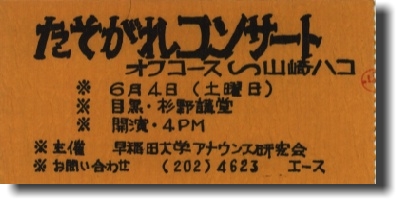 たそがれコンサート
オフコース 山崎ハコ
※ 6月4日(土曜日)
※ 目黒・杉野講堂
※ 開演・4PM
※ 主催 早稲田大学アナウンス研究会
※ お問い合わせ (202)4623 エース